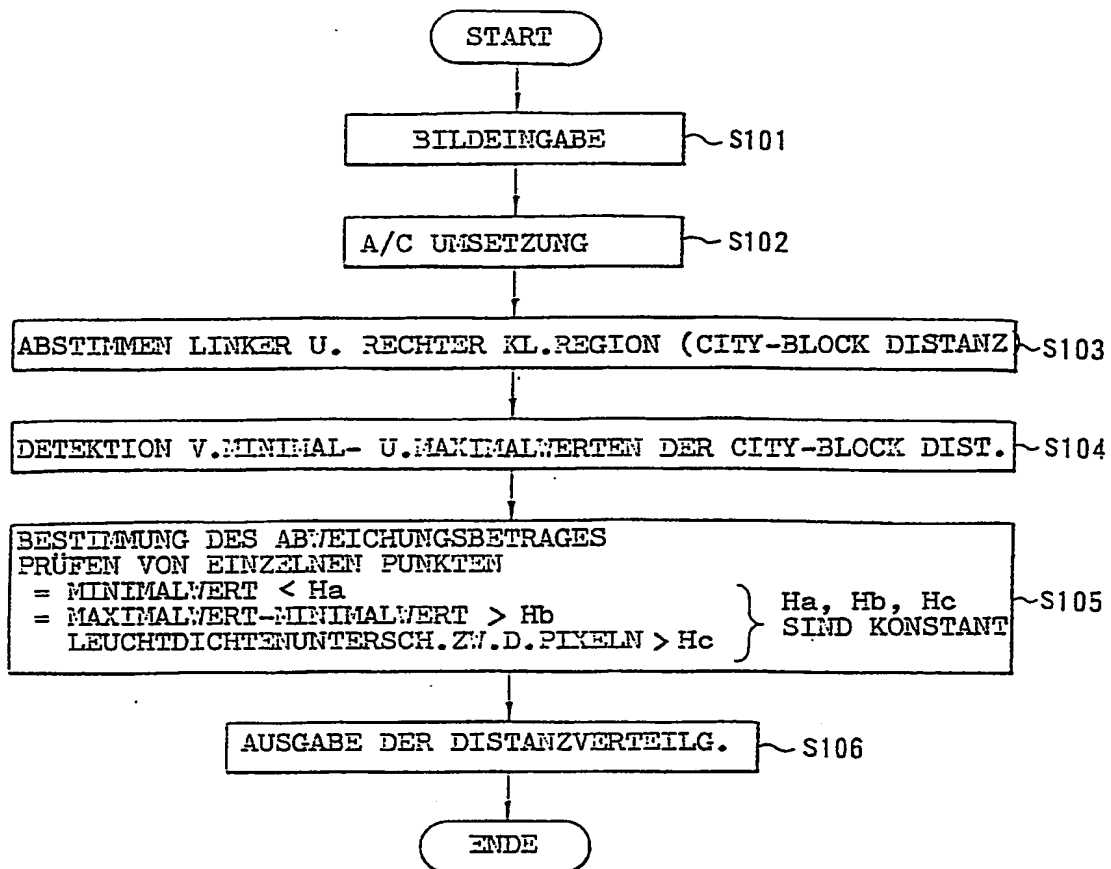 START
BILDEINGABE
S101
A/C UMSETZUNG
S102
ABSTIMMEN LINKER U. RECHTER KL.REGION (CITY-BLOCK DISTANZ)
S103
DETEKTION V.MINIMAL- U.MAXIMALWERTEN DER CITY-BLOCK DIST.
S104
BESTIMMUNG DES ABWEICHUNGSBETRAGES
PRÜFEN VON EINZELNEN PUNKTEN
= MINIMALWERT < Ha
= MAXIMALWERT-MINIMALWERT > Hb
LEUCHTDICHTENUNTERSCH.ZW.D.PIXELN > Hc
Ha, Hb, Hc
SIND KONSTANT
S105
AUSGABE DER DISTANZVERTEILG.
S106
ENDE